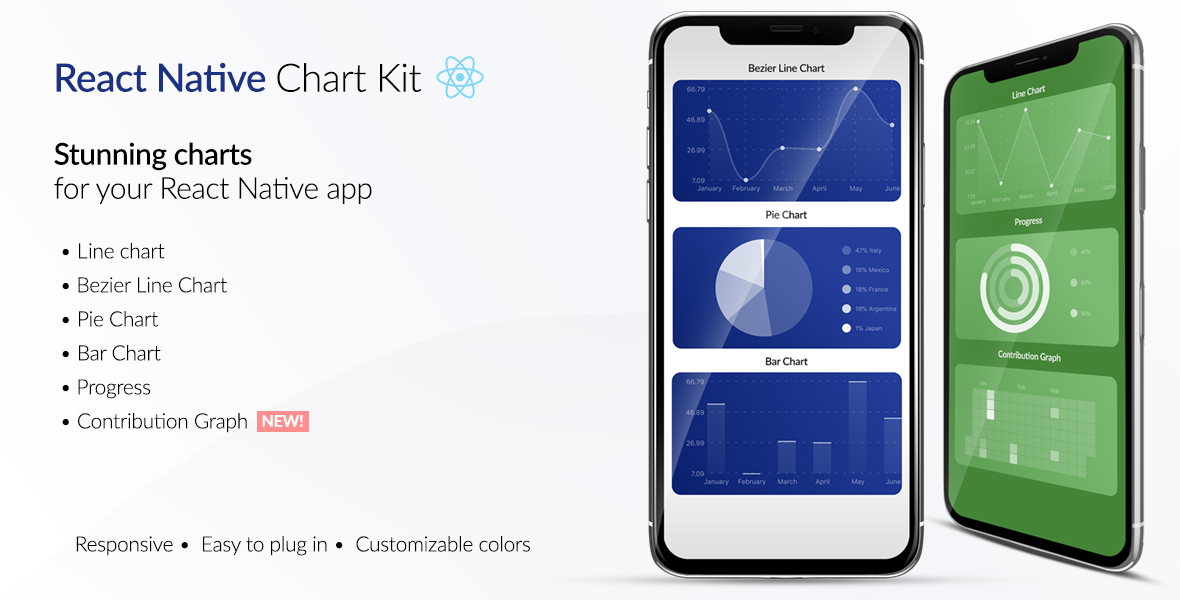 React Native Chart Kit
Stunning charts
for your React Native app
• Line chart
• Bezier Line Chart
• Pie Chart
• Bar Chart
• Progress
• Contribution Graph NEW!
Responsive • Easy to plug in • Customizable colors
Bezier Line Chart
66.79
46.89
26.99
7.09
January February March April May June
Pie Chart
47% Italy
16% Mexico
18% France
18% Argentina
1% Japan
Bar Chart
66.79
46.89
26.99
7.09
January February March April May June
Line Chart
January February March April May June
Progress
Contribution Graph
Jan Feb Mar